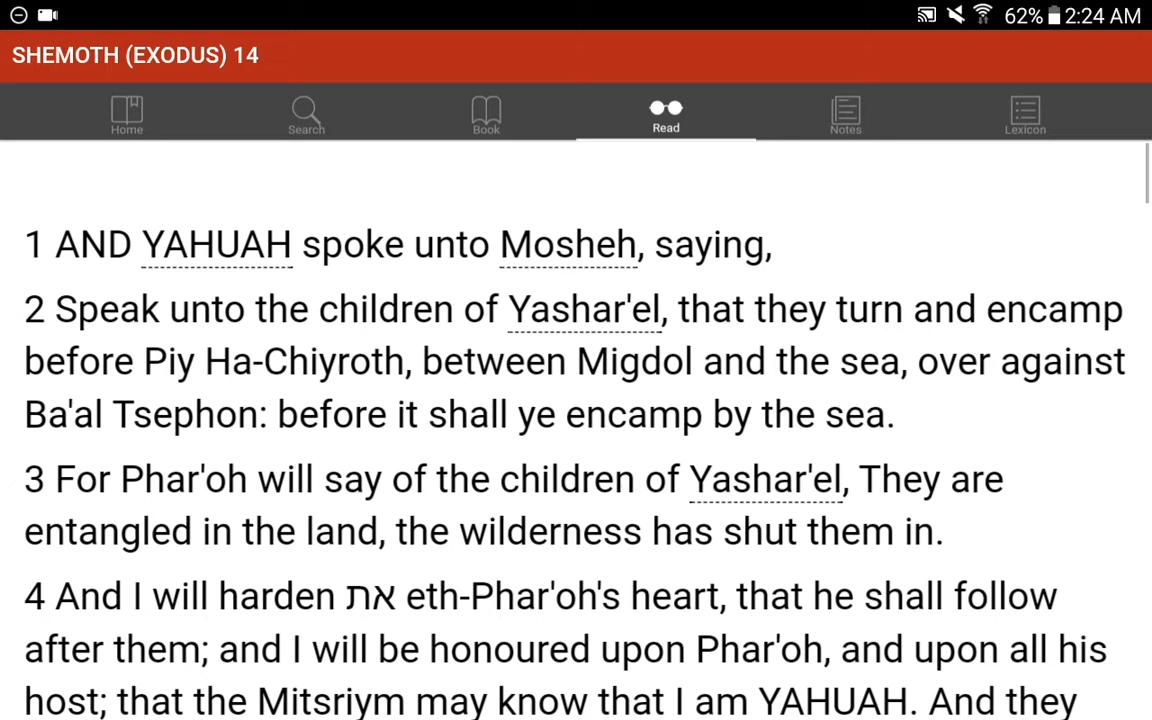 62% 2:24 AM
SHEMOTH (EXODUS) 14
Home Search Book Read Notes Lexicon
1 AND YAHUAH spoke unto Mosheh, saying,
2 Speak unto the children of Yashar'el, that they turn and encamp
before Piy Ha-Chiyroth, between Migdol and the sea, over against
Ba'al Tsephon: before it shall ye encamp by the sea.
3 For Phar'oh will say of the children of Yashar'el, They are
entangled in the land, the wilderness has shut them in.
4 And I will harden את eth-Phar'oh's heart, that he shall follow
after them; and I will be honoured upon Phar'oh, and upon all his
host; that the Mitsriym may know that I am YAHUAH. And they